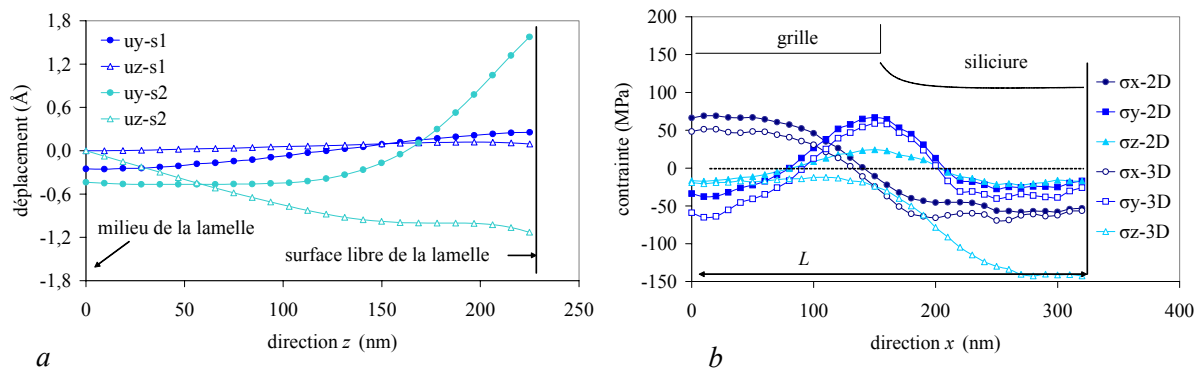 1,8
1,2
0,6
0,0
-0,6
-1,2
-1,8
déplacement (Å)
uy-s1
uz-s1
uy-s2
uz-s2
milieu de la lamelle
surface libre de la lamelle
0
50
100
150
200
250
direction z (nm)
a
200
150
100
50
0
-50
-100
-150
contrainte (MPa)
grille
siliciure
L
σx-2D
σy-2D
σz-2D
σx-3D
σy-3D
σz-3D
0
100
200
300
400
direction x (nm)
b